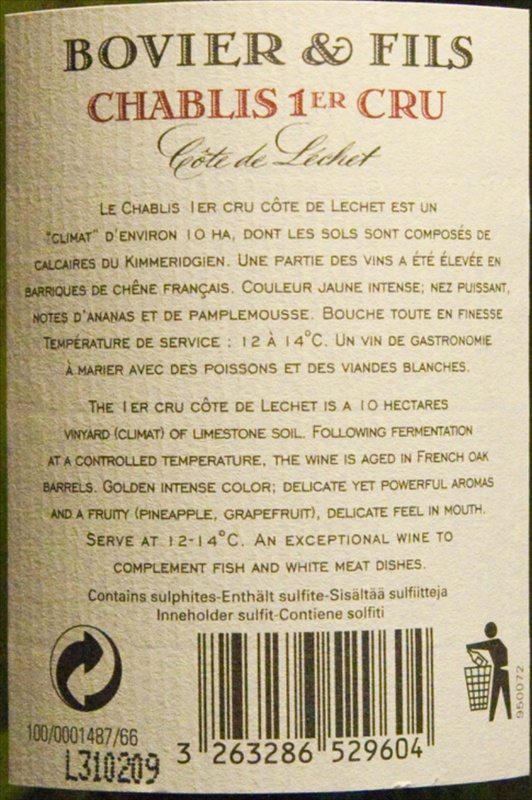 BOVIER & FILS
CHABLIS 1ER CRU
Côte de Lechet
LE CHABLIS 1ER CRU CÔTE DE LECHET EST UN
"CLIMAT" D'ENVIRON 10 HA, DONT LES SOLS SONT COMPOSÉS DE
CALCAIRES DU KIMMERIDGIEN. UNE PARTIE DES VINS A ÉTÉ ÉLEVÉE EN
BARRIQUES DE CHÊNE FRANÇAIS. COULEUR JAUNE INTENSE; NEZ PUISSANT,
NOTES D'ANANAS ET DE PAMPLEMOUSSE. BOUCHE TOUTE EN FINESSE
TEMPÉRATURE DE SERVICE : 12 À 14°C. UN VIN DE GASTRONOMIE
À MARIER AVEC DES POISSONS ET DES VIANDES BLANCHES.
THE 1ER CRU CÔTE DE LECHET IS A 10 HECTARES
VINYARD (CLIMAT) OF LIMESTONE SOIL. FOLLOWING FERMENTATION
AT A CONTROLLED TEMPERATURE, THE WINE IS AGED IN FRENCH OAK
BARRELS. GOLDEN INTENSE COLOR; DELICATE YET POWERFUL AROMAS
AND A FRUITY (PINEAPPLE, GRAPEFRUIT), DELICATE FEEL IN MOUTH.
SERVE AT 12-14°C. AN EXCEPTIONAL WINE TO
COMPLEMENT FISH AND WHITE MEAT DISHES.
Contains sulphites-Enthält sulfite-Sisältää sulfiitteja
Inneholder sulfit-Contiene solfiti
950072
100/0001487/66
L310209
3 263286 529604